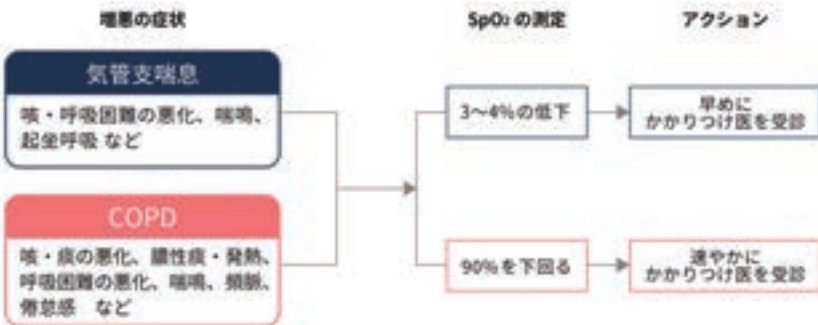 増悪の症状
SpO₂ の測定
アクション
気管支喘息
咳・呼吸困難の悪化、喘鳴、
起坐呼吸 など
COPD
咳・痰の悪化、膿性痰・発熱、
呼吸困難の悪化、喘鳴、頻脈、
倦怠感 など
3〜4%の低下
早めに
かかりつけ医を受診
90%を下回る
速やかに
かかりつけ医を受診